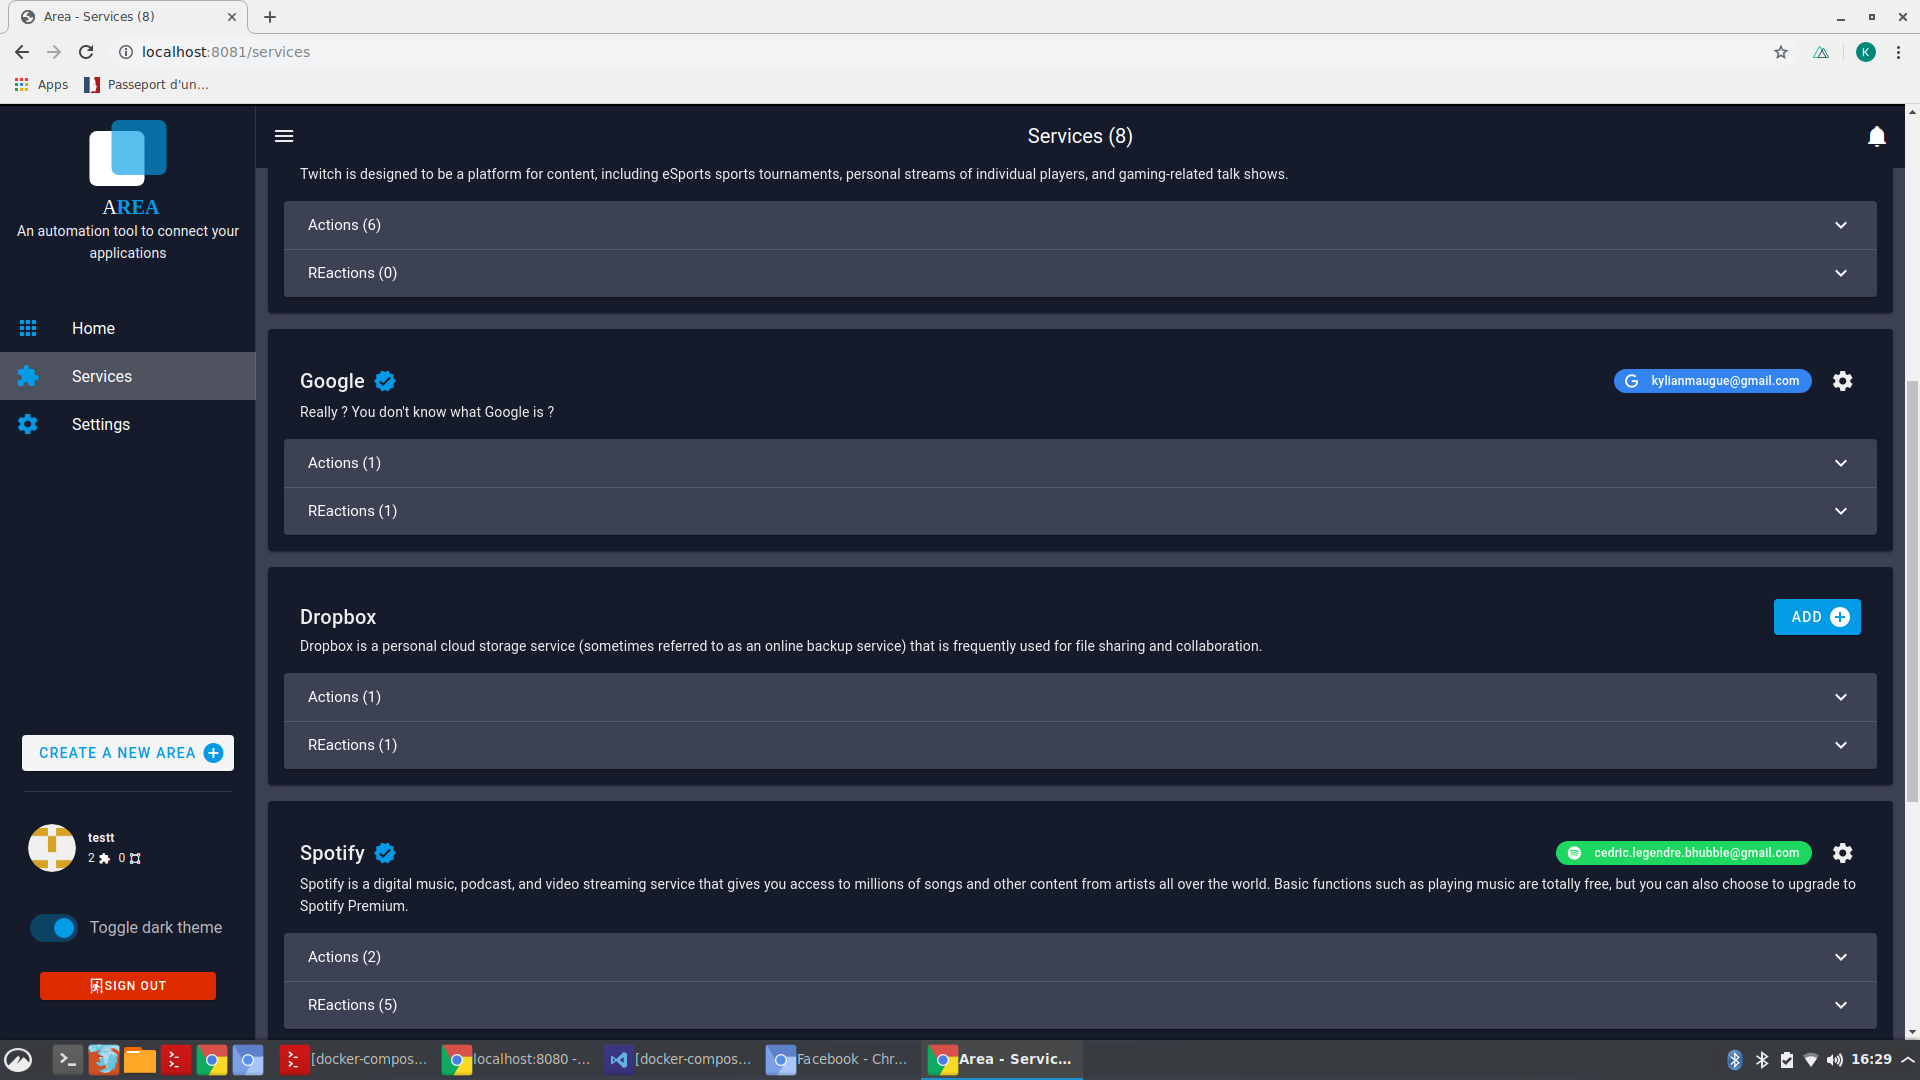 Area - Services (8)
localhost:8081/services
K
Apps
Passeport d'un...
AREA
An automation tool to connect your
applications
Home
Services
Settings
CREATE A NEW AREA
testt
2 0
Toggle dark theme
SIGN OUT
Services (8)
Twitch is designed to be a platform for content, including eSports sports tournaments, personal streams of individual players, and gaming-related talk shows.
Actions (6)
REactions (0)
Google
kylianmaugue@gmail.com
Really ? You don't know what Google is ?
Actions (1)
REactions (1)
Dropbox
ADD
Dropbox is a personal cloud storage service (sometimes referred to as an online backup service) that is frequently used for file sharing and collaboration.
Actions (1)
REactions (1)
Spotify
cedric.legendre.bhubble@gmail.com
Spotify is a digital music, podcast, and video streaming service that gives you access to millions of songs and other content from artists all over the world. Basic functions such as playing music are totally free, but you can also choose to upgrade to
Spotify Premium.
Actions (2)
REactions (5)
[docker-compos...
localhost:8080 -...
[docker-compos...
Facebook - Chr...
Area - Servic...
16:29